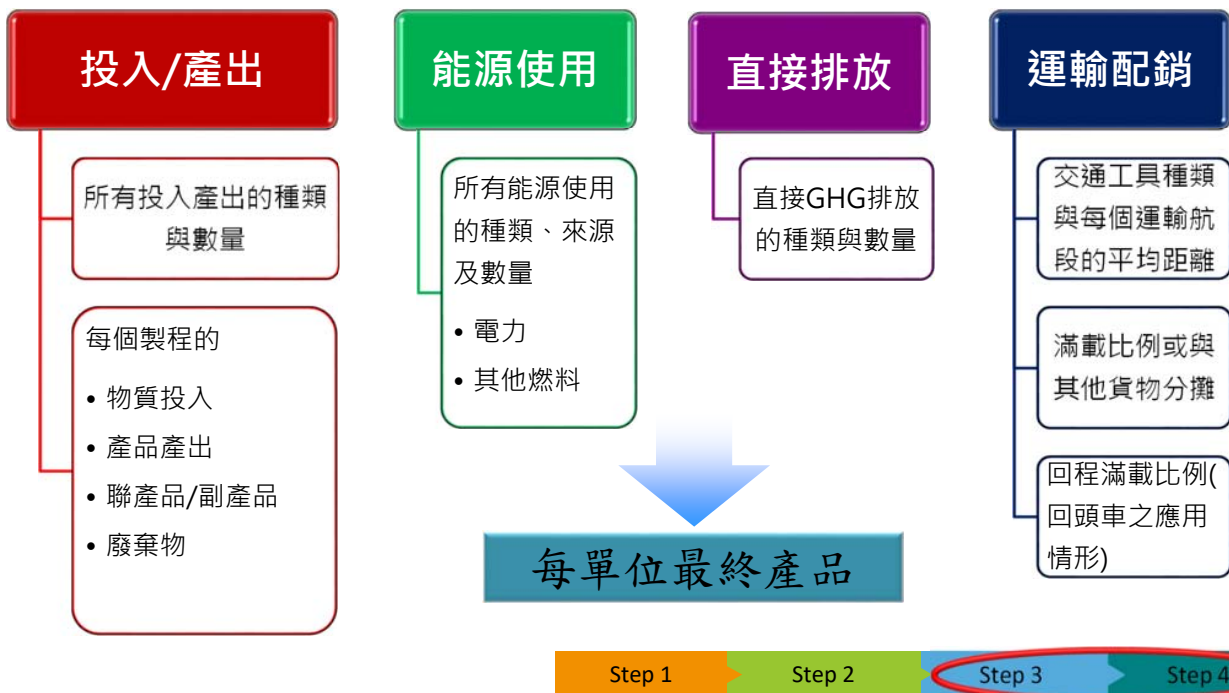 投入/產出
所有投入產出的種類
與數量
每個製程的
• 物質投入
• 產品產出
• 聯產品/副產品
• 廢棄物
能源使用
所有能源使用
的種類、來源
及數量
• 電力
• 其他燃料
直接排放
直接GHG排放
的種類與數量
運輸配銷
交通工具種類
與每個運輸航
段的平均距離
滿載比例或與
其他貨物分攤
回程滿載比例(
回頭車之應用
情形)
每單位最終產品
Step 1
Step 2
Step 3
Step 4